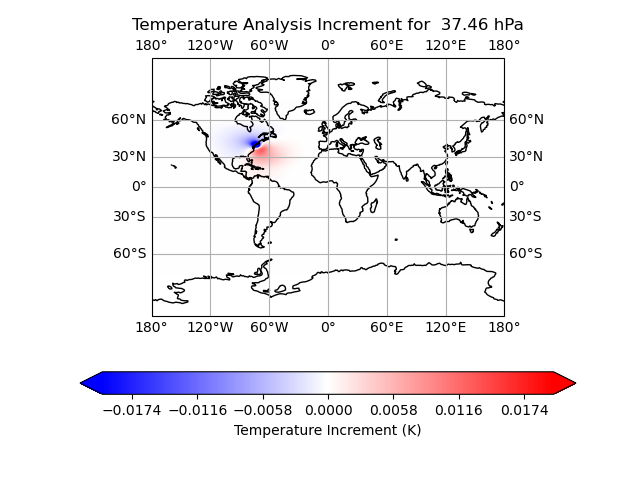 Temperature Analysis Increment for  37.46 hPa
180° 120°W 60°W 0° 60°E 120°E 180°
60°N 60°N
30°N 30°N
0° 0°
30°S 30°S
60°S 60°S
180° 120°W 60°W 0° 60°E 120°E 180°
−0.0174 −0.0116 −0.0058 0.0000 0.0058 0.0116 0.0174
Temperature Increment (K)